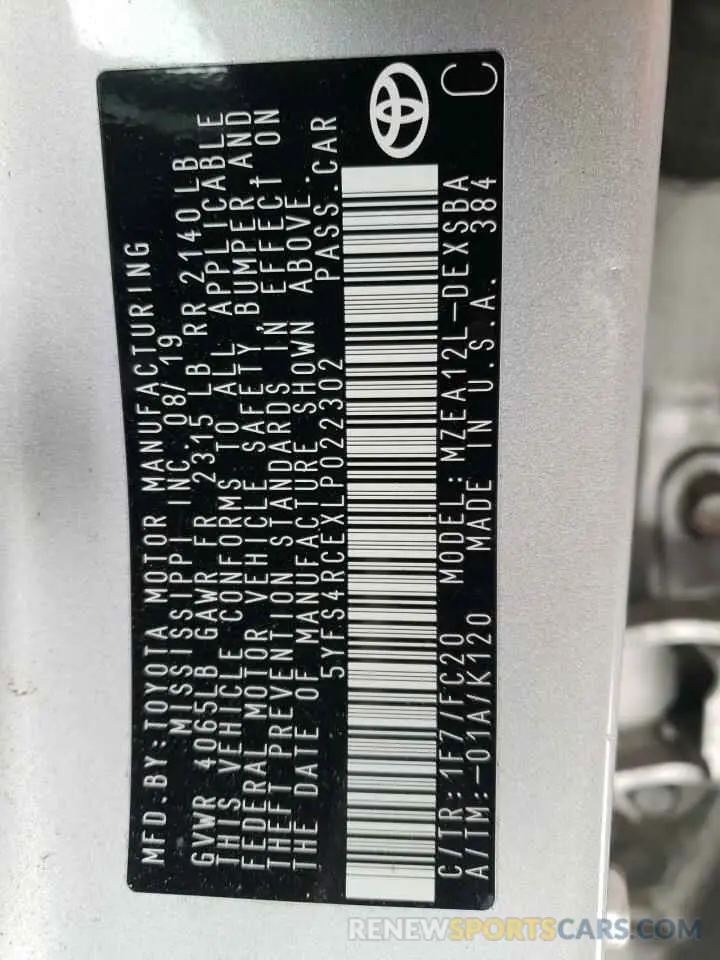 MFD.BY:TOYOTA MOTOR MANUFACTURING
MISSISSIPPI INC. 08/19
GVWR 4065LB GAWR FR 2315 LB RR 2140LB
THIS VEHICLE CONFORMS TO ALL APPLICABLE
FEDERAL MOTOR VEHICLE SAFETY, BUMPER AND
THEFT PREVENTION STANDARDS IN EFFECT ON
THE DATE OF MANUFACTURE SHOWN ABOVE.
5YFS4RCEXLP022302 PASS.CAR
C/TR:1F7/FC20 MODEL:MZEA12L-DEXSBA
A/TM:-01A/K120 MADE IN U.S.A. 384
C
RENEWSPORTSCARS.COM